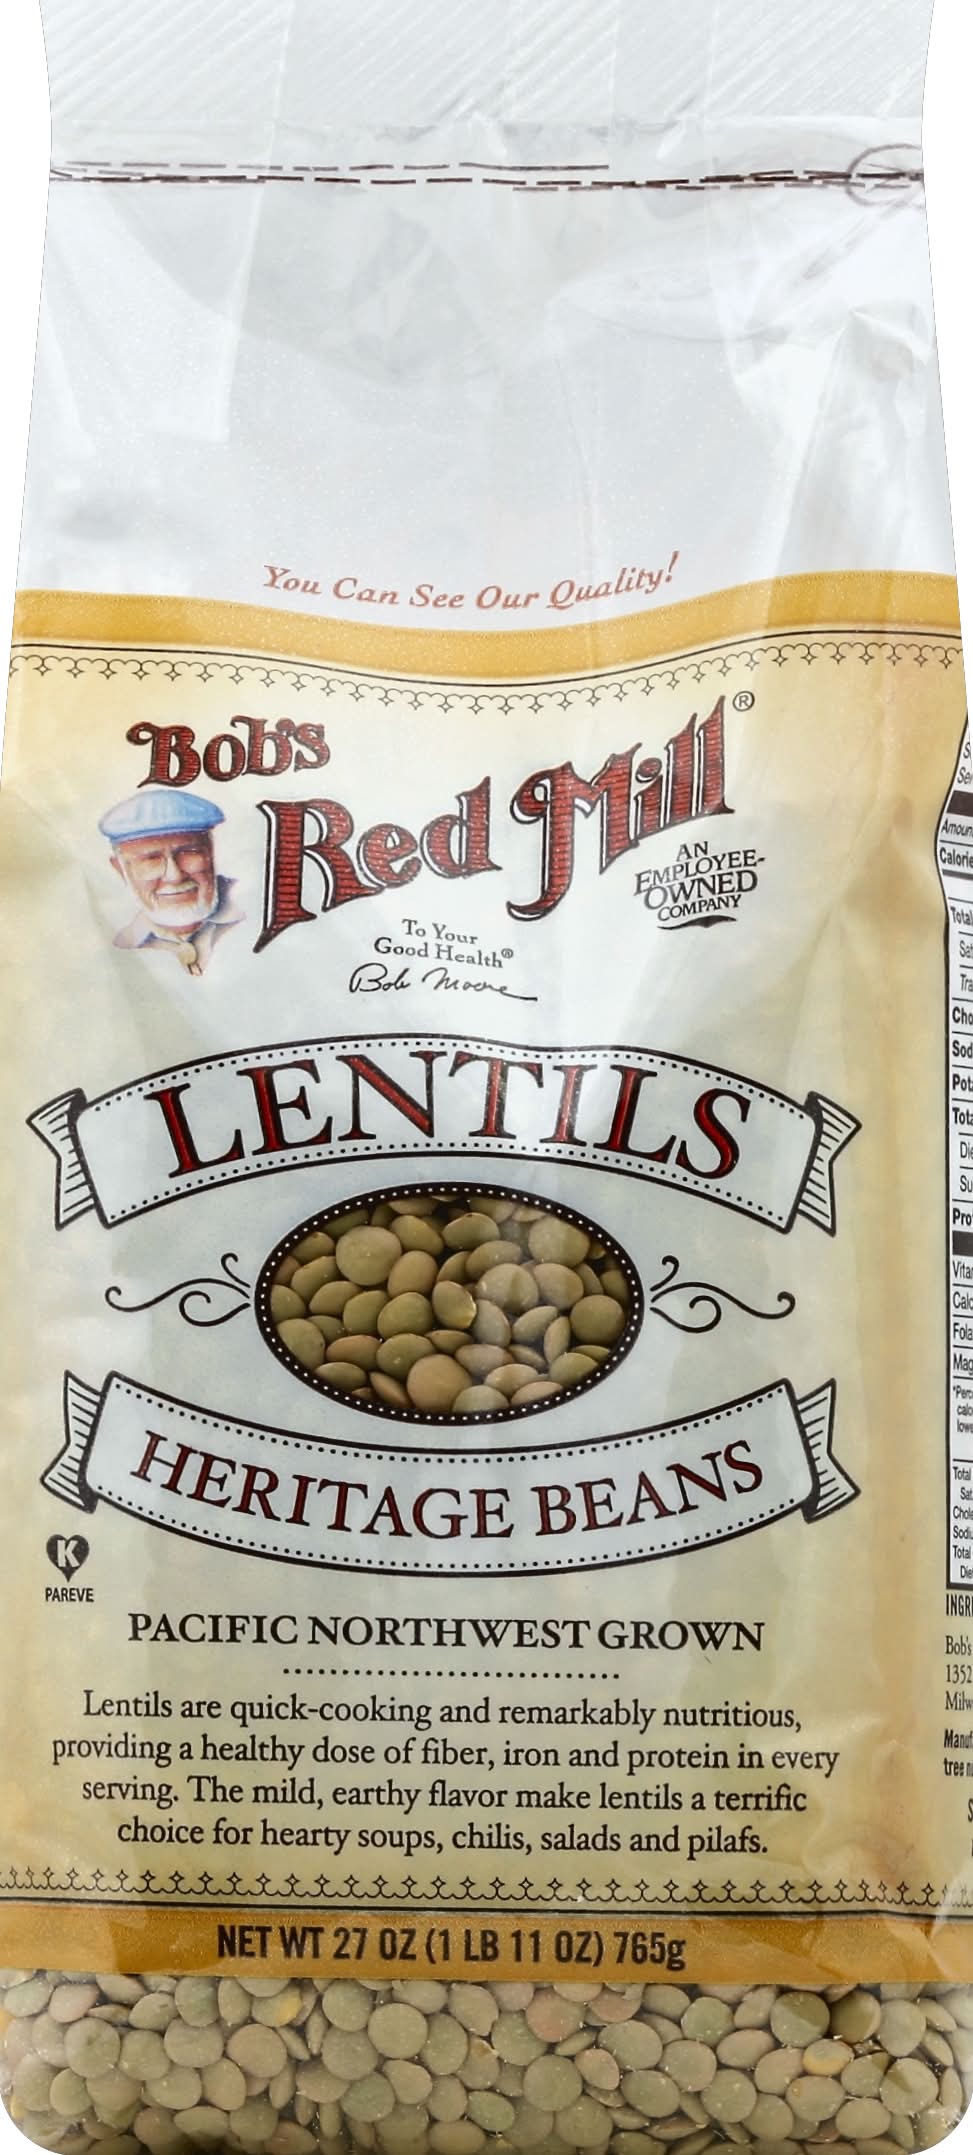 You Can See Our Quality!
Bob's
Red Mill®
AN
EMPLOYEE-
OWNED
COMPANY
To Your
Good Health®
Bob Moore
LENTILS
HERITAGE BEANS
K
PAREVE
PACIFIC NORTHWEST GROWN
Lentils are quick-cooking and remarkably nutritious,
providing a healthy dose of fiber, iron and protein in every
serving. The mild, earthy flavor make lentils a terrific
choice for hearty soups, chilis, salads and pilafs.
NET WT 27 OZ (1 LB 11 OZ) 765g
Total
Bob's
1352